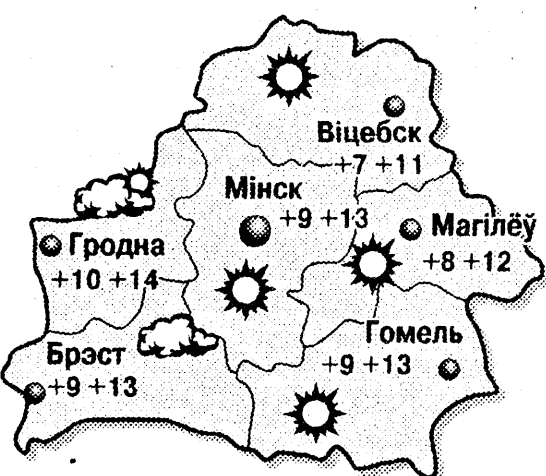 Віцебск
+7 +11
Мінск
+9 +13
Магілёў
+8 +12
Гродна
+10 +14
Гомель
+9 +13
Брэст
+9 +13